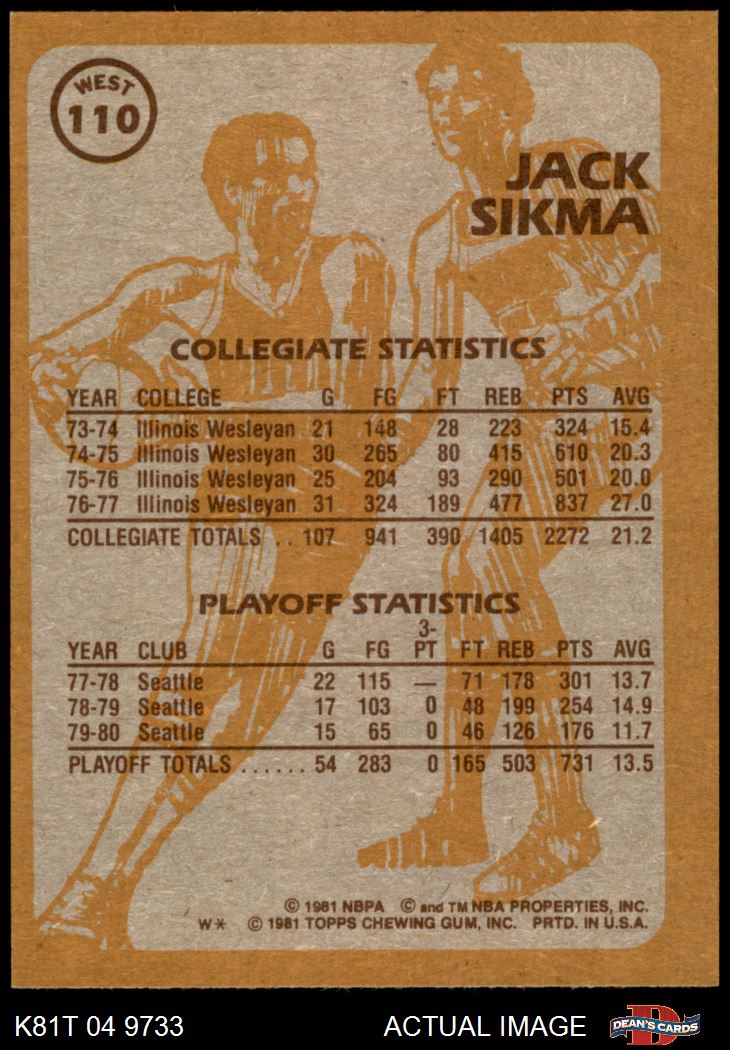 WEST
110
JACK
SIKMA
COLLEGIATE STATISTICS
YEAR COLLEGE G FG FT REB PTS AVG
73-74 Illinois Wesleyan 21 148 28 223 324 15.4
74-75 Illinois Wesleyan 30 265 80 415 610 20.3
75-76 Illinois Wesleyan 25 204 93 290 501 20.0
76-77 Illinois Wesleyan 31 324 189 477 837 27.0
COLLEGIATE TOTALS .. 107 941 390 1405 2272 21.2
PLAYOFF STATISTICS
3-
YEAR CLUB G FG PT FT REB PTS AVG
77-78 Seattle 22 115 — 71 178 301 13.7
78-79 Seattle 17 103 0 48 199 254 14.9
79-80 Seattle 15 65 0 46 126 176 11.7
PLAYOFF TOTALS ...... 54 283 0 165 503 731 13.5
© 1981 NBPA © and TM NBA PROPERTIES, INC.
W* © 1981 TOPPS CHEWING GUM, INC. PRTD. IN U.S.A.
K81T 04 9733 ACTUAL IMAGE DEAN'S CARDS